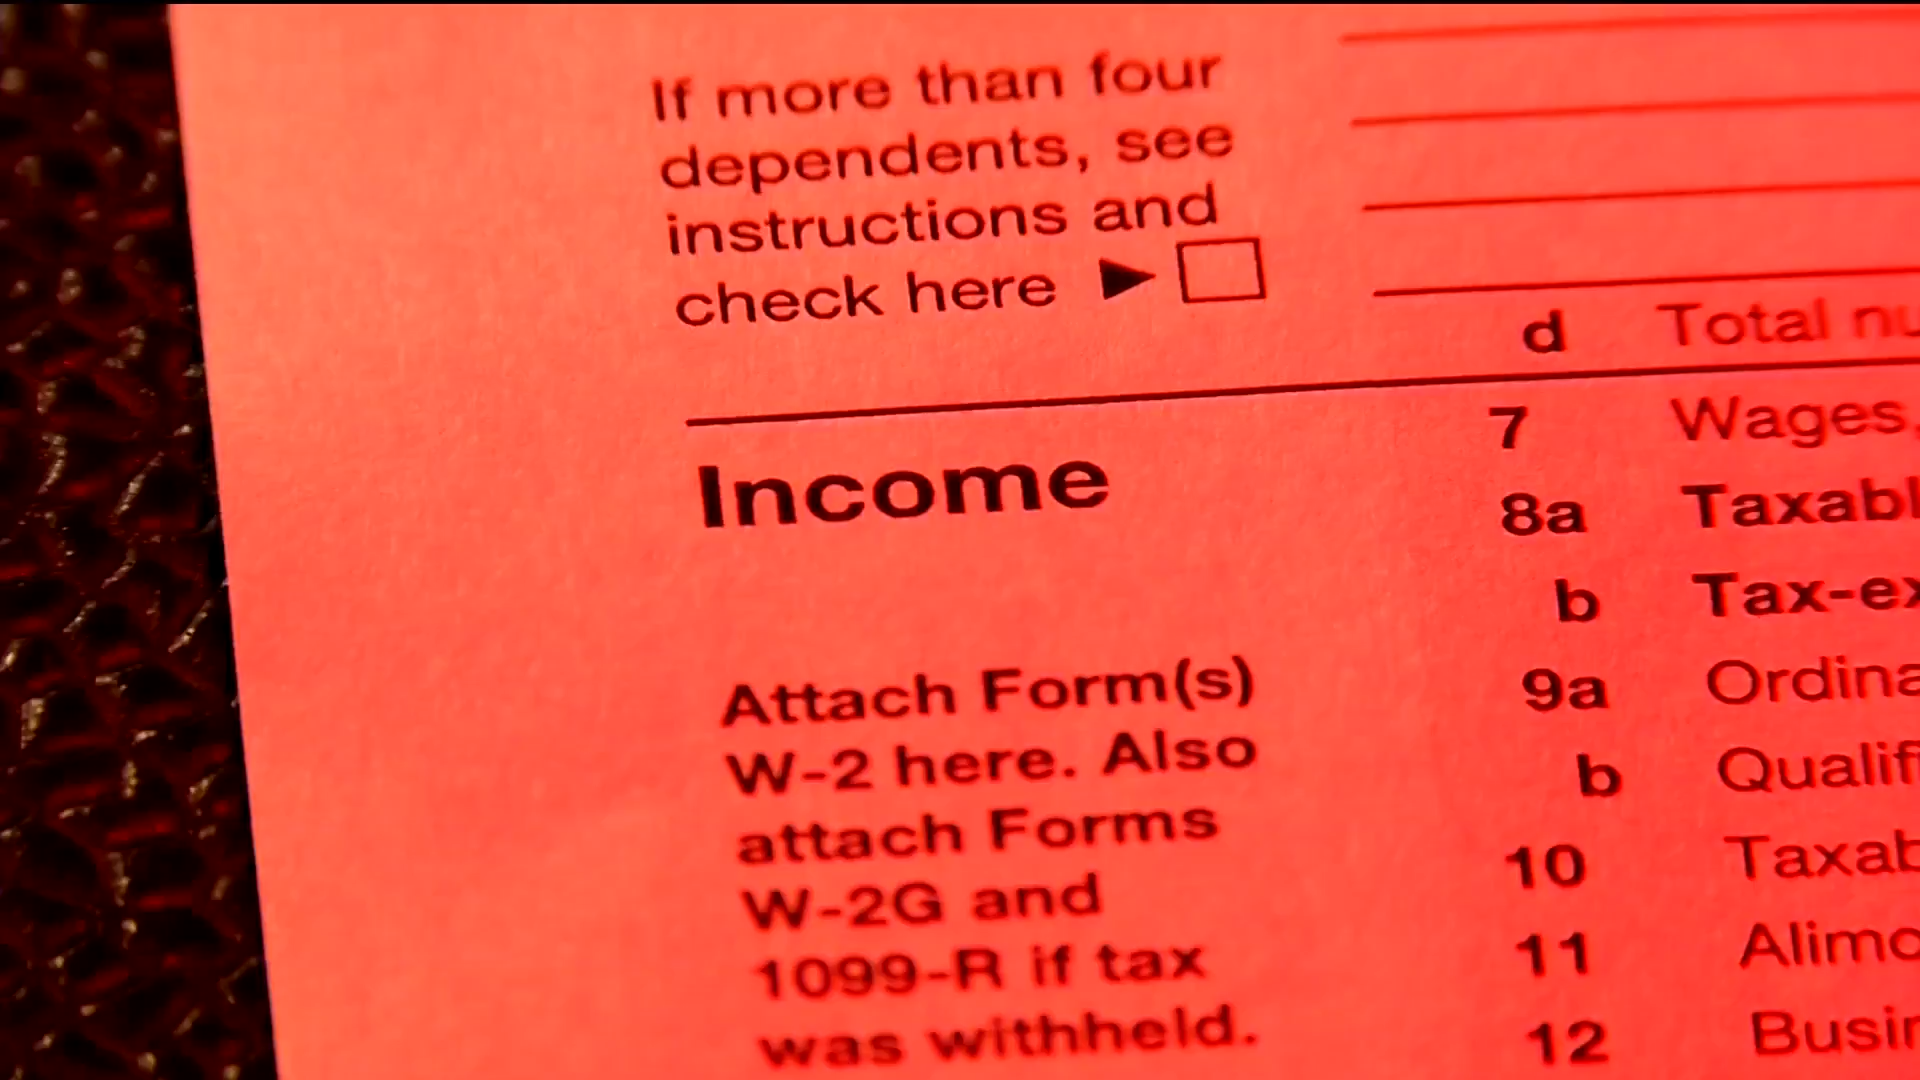 If more than four
dependents, see
instructions and
check here ►
d Total nu
Income
7 Wages,
8a Taxabl
b Tax-ex
9a Ordina
b Qualif
10 Taxab
11 Alimo
12 Busin
Attach Form(s)
W-2 here. Also
attach Forms
W-2G and
1099-R if tax
was withheld.